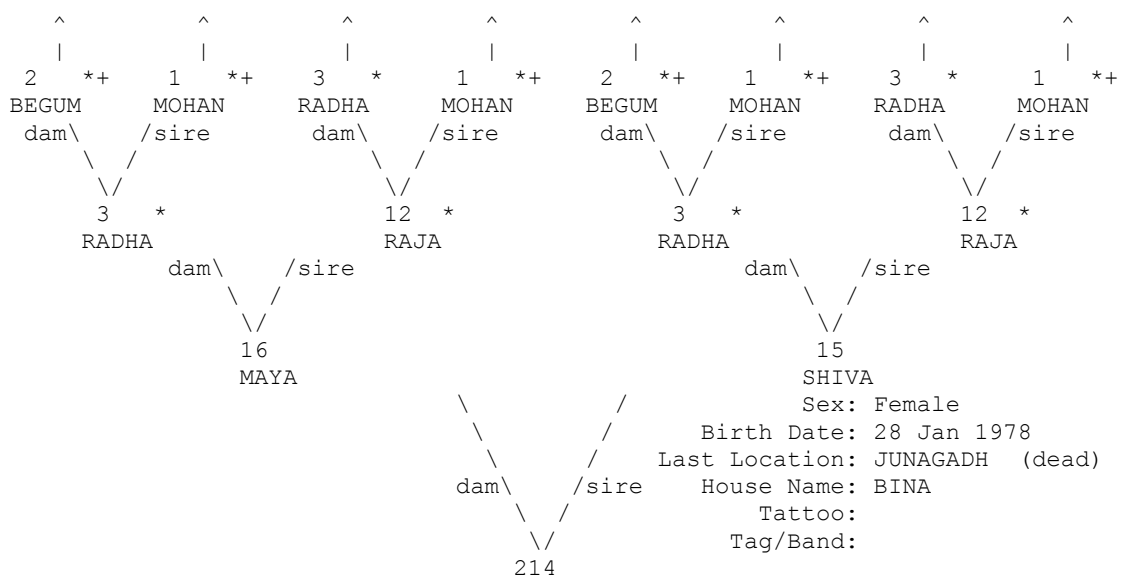 ^ ^ ^ ^ ^ ^ ^ ^
| | | | | | | |
2 *+ 1 *+ 3 * 1 *+ 2 *+ 1 *+ 3 * 1 *+
BEGUM MOHAN RADHA MOHAN BEGUM MOHAN RADHA MOHAN
dam\ /sire dam\ /sire dam\ /sire dam\ /sire
\ / \ / \ / \ /
\/ \/ \/ \/
3 * 12 * 3 * 12 *
RADHA RAJA RADHA RAJA
dam\ /sire dam\ /sire
\ / \ /
\/ \/
16 15
MAYA SHIVA
\ / Sex: Female
\ / Birth Date: 28 Jan 1978
\ / Last Location: JUNAGADH (dead)
dam\ /sire House Name: BINA
\ / Tattoo:
\/ Tag/Band:
214